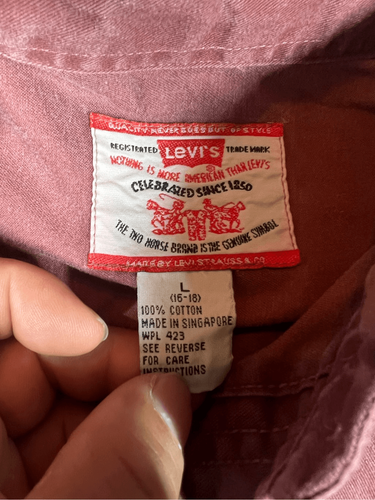 QUALITY NEVER GOES OUT OF STYLE
REGISTERED LEVI'S TRADE MARK
NOTHING IS MORE AMERICAN THAN LEVI'S
CELEBRATED SINCE 1850
THE TWO HORSE BRAND IS THE GENUINE SYMBOL
MADE BY LEVI STRAUSS & CO
L
(16-18)
100% COTTON
MADE IN SINGAPORE
WPL 423
SEE REVERSE
FOR CARE
INSTRUCTIONS